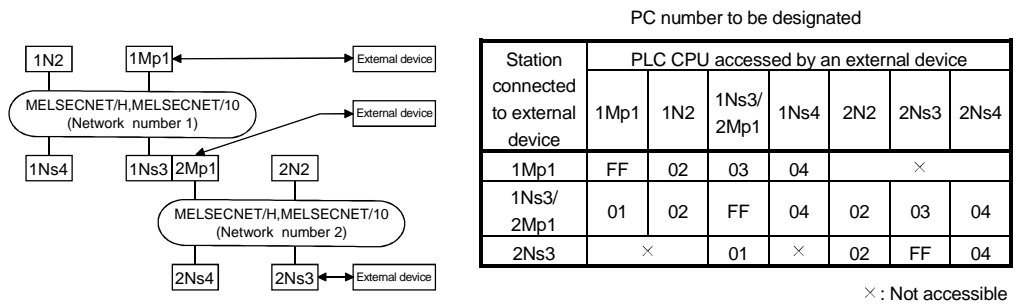 1N2
1Mp1
External device
MELSECNET/H,MELSECNET/10
(Network number 1)
External device
1Ns4
1Ns3
2Mp1
2N2
MELSECNET/H,MELSECNET/10
(Network number 2)
2Ns4
2Ns3
External device
PC number to be designated
Station connected to external device
PLC CPU accessed by an external device
1Mp1 1N2 1Ns3/2Mp1 1Ns4 2N2 2Ns3 2Ns4
1Mp1 FF 02 03 04 ×
1Ns3/2Mp1 01 02 FF 04 02 03 04
2Ns3 × 01 × 02 FF 04
× : Not accessible